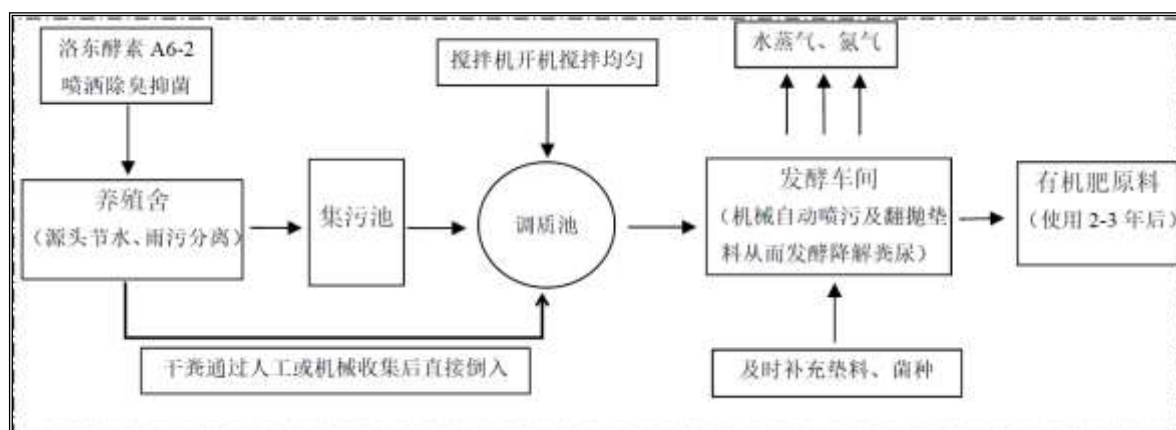 洛东酵素 A6-2
喷洒除臭抑菌
搅拌机开机搅拌均匀
水蒸气、氨气
养殖舍
（源头节水、雨污分离）
集污池
调质池
发酵车间
（机械自动喷污及翻抛垫
料从而发酵降解粪尿）
有机肥原料
（使用 2-3 年后）
干粪通过人工或机械收集后直接倒入
及时补充垫料、菌种